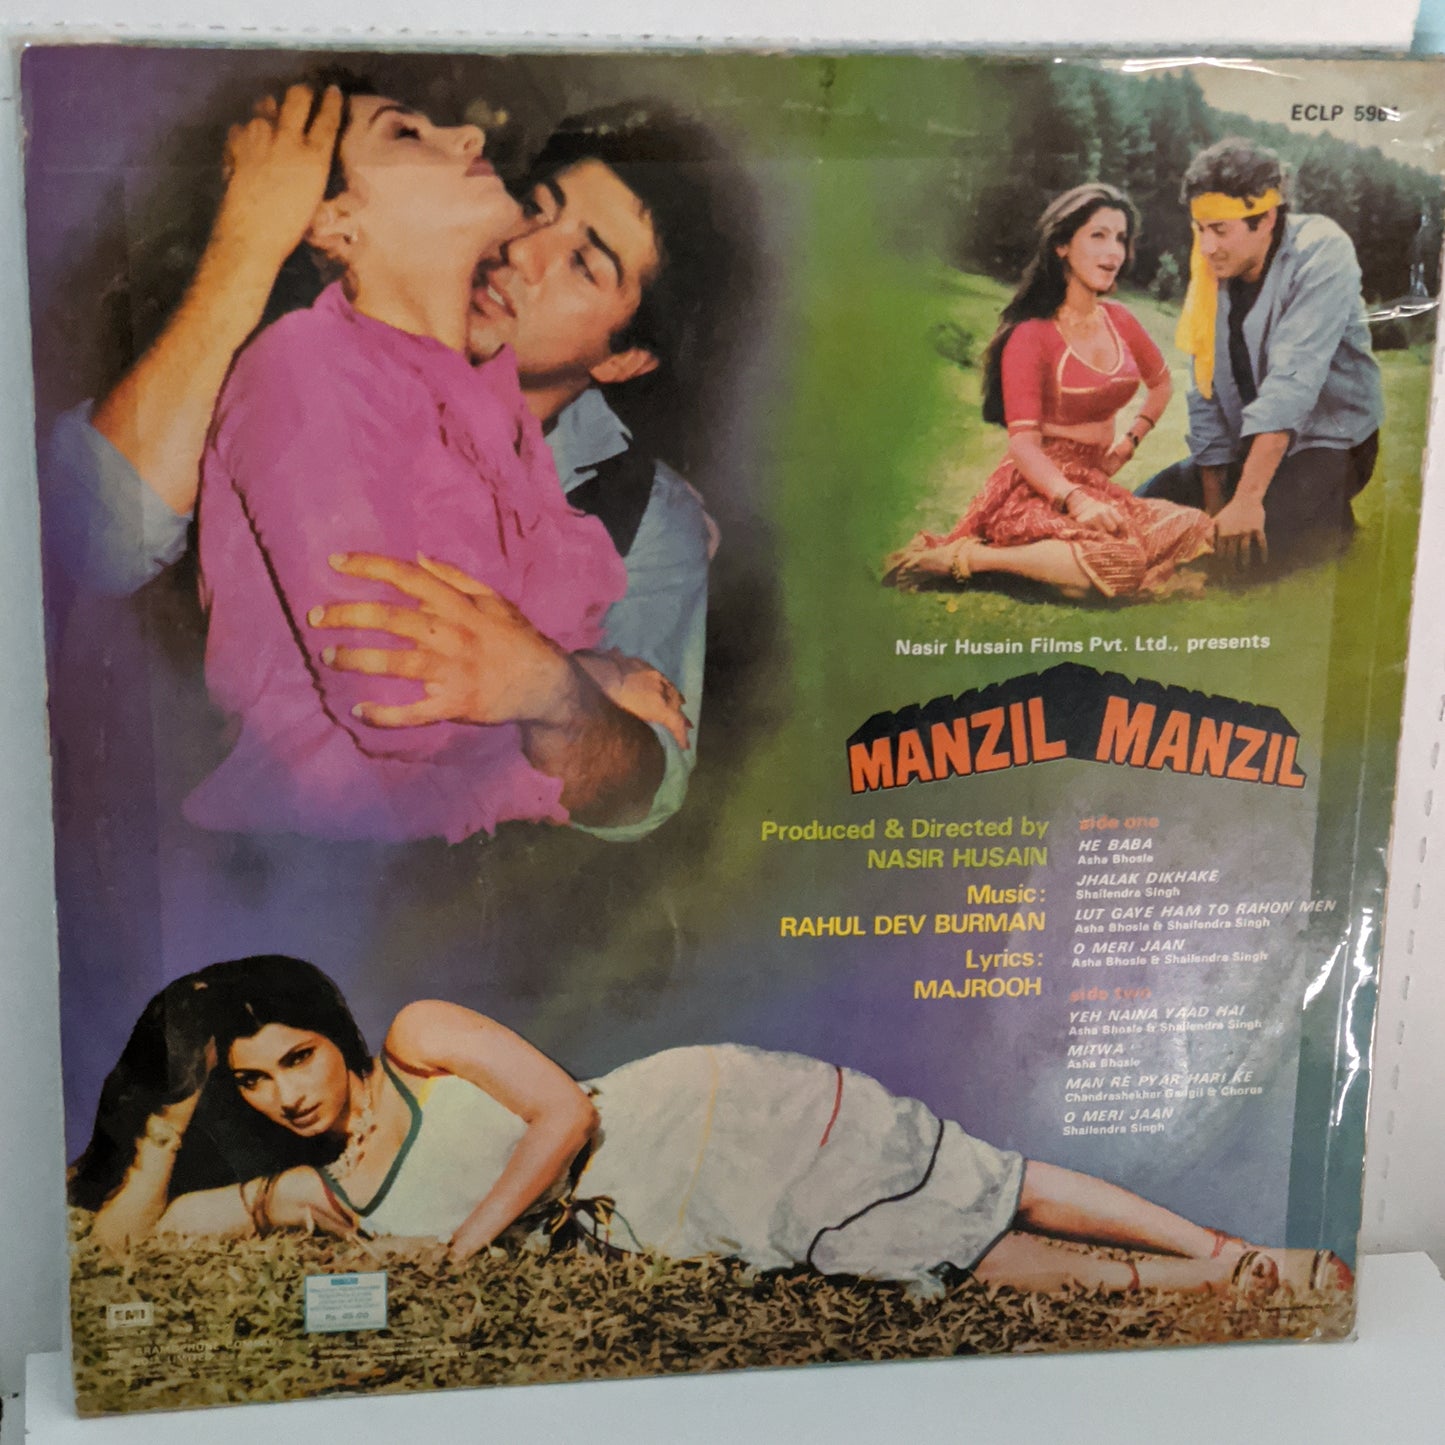 ECLP
Nasir Husain Films Pvt. Ltd., presents
MANZIL MANZIL
Produced & Directed by
NASIR HUSAIN
Music:
RAHUL DEV BURMAN
Lyrics:
MAJROOH
side one
HE BABA
Asha Bhosle
JHALAK DIKHAKE
Shailendra Singh
LUT GAYE HAM TO RAHON MEN
Asha Bhosle & Shailendra Singh
O MERI JAAN
Asha Bhosle & Shailendra Singh
side two
YEH NAINA YAAD HAI
Asha Bhosle & Shailendra Singh
MITWA
Asha Bhosle
MAN RE PYAR HARI KE
Chandrashekhar Gadgil & Chorus
O MERI JAAN
Shailendra Singh
EMI
Rs.